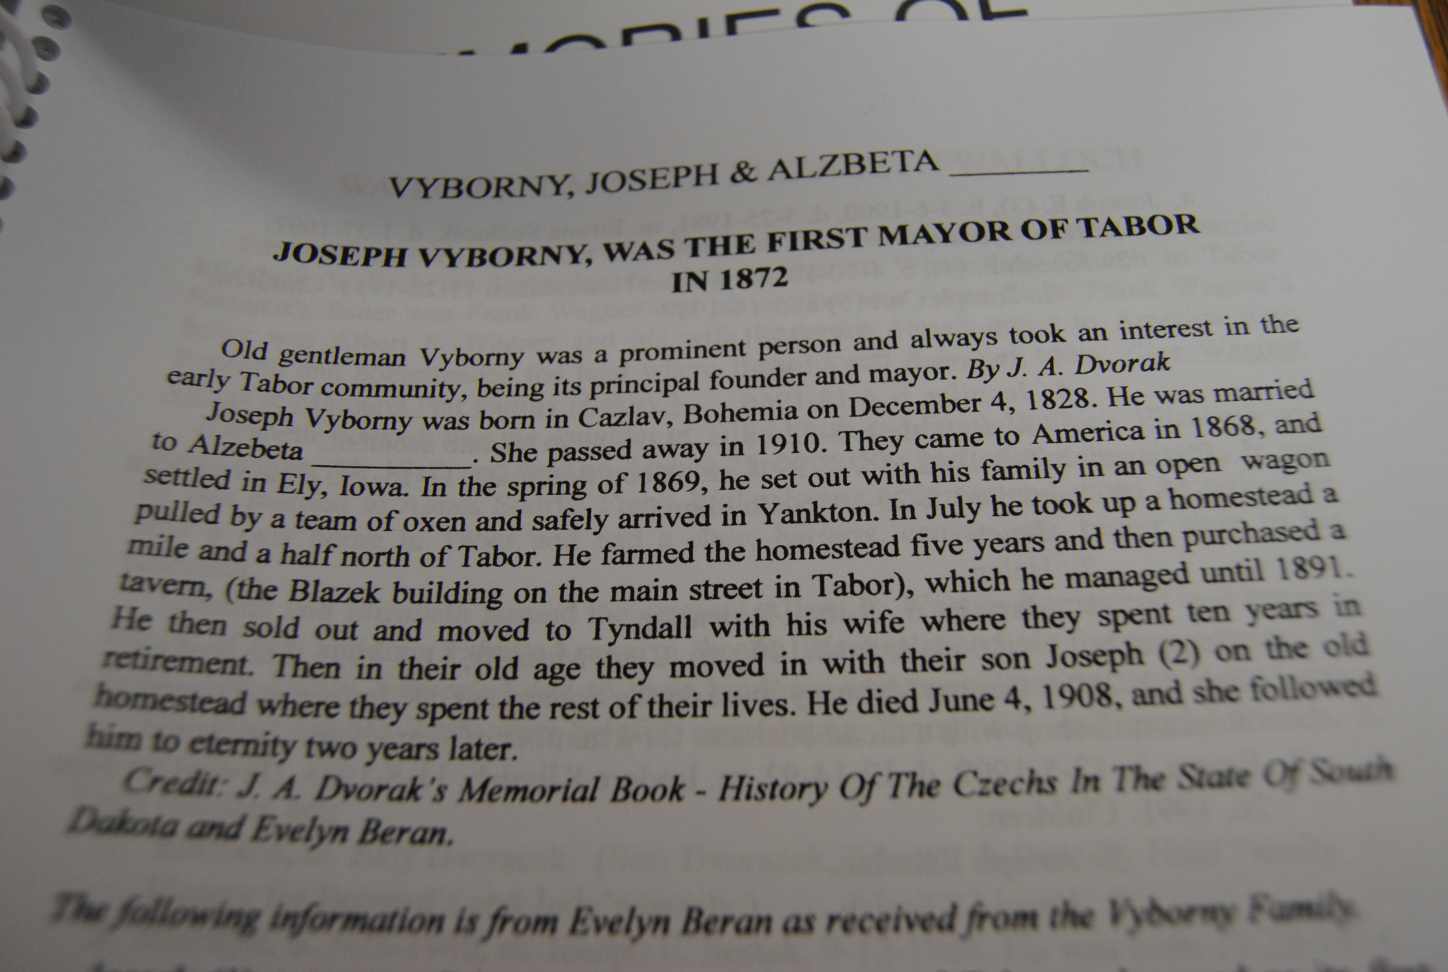 VYBORNY, JOSEPH & ALZBETA ________
JOSEPH VYBORNY, WAS THE FIRST MAYOR OF TABOR
IN 1872
Old gentleman Vyborny was a prominent person and always took an interest in the
early Tabor community, being its principal founder and mayor. By J. A. Dvorak
Joseph Vyborny was born in Cazlav, Bohemia on December 4, 1828. He was married
to Alzebeta __________. She passed away in 1910. They came to America in 1868, and
settled in Ely, Iowa. In the spring of 1869, he set out with his family in an open wagon
pulled by a team of oxen and safely arrived in Yankton. In July he took up a homestead a
mile and a half north of Tabor. He farmed the homestead five years and then purchased a
tavern, (the Blazek building on the main street in Tabor), which he managed until 1891.
He then sold out and moved to Tyndall with his wife where they spent ten years in
retirement. Then in their old age they moved in with their son Joseph (2) on the old
homestead where they spent the rest of their lives. He died June 4, 1908, and she followed
him to eternity two years later.
Credit: J. A. Dvorak's Memorial Book - History Of The Czechs In The State Of South
Dakota and Evelyn Beran.
The following information is from Evelyn Beran as received from the Vyborny Family.